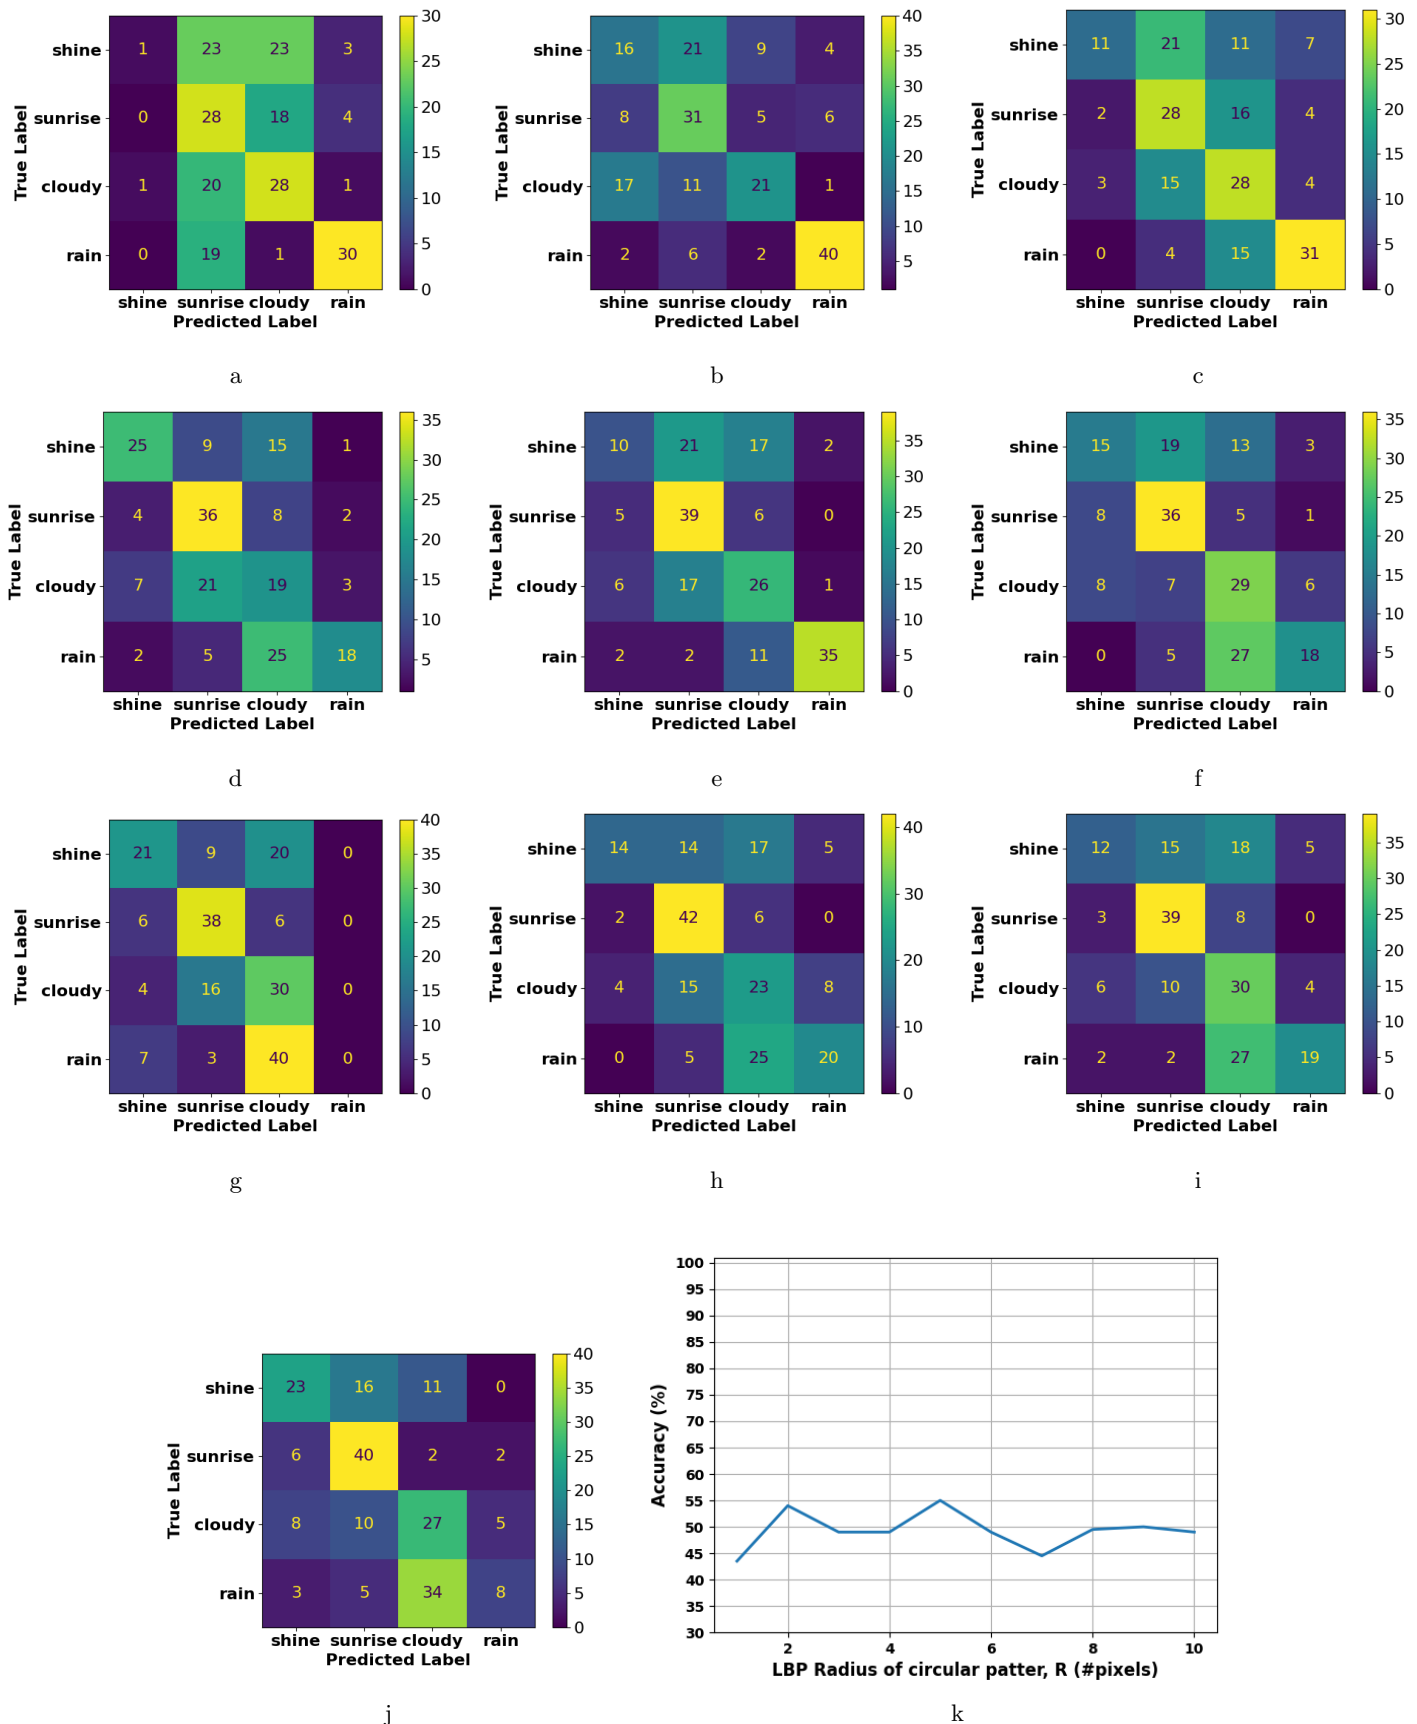 True Label
shine 1 23 23 3
sunrise 0 28 18 4
cloudy 1 20 28 1
rain 0 19 1 30
shine sunrise cloudy rain
Predicted Label
30
25
20
15
10
5
0
a
True Label
shine 16 21 9 4
sunrise 8 31 5 6
cloudy 17 11 21 1
rain 2 6 2 40
shine sunrise cloudy rain
Predicted Label
40
35
30
25
20
15
10
5
b
True Label
shine 11 21 11 7
sunrise 2 28 16 4
cloudy 3 15 28 4
rain 0 4 15 31
shine sunrise cloudy rain
Predicted Label
30
25
20
15
10
5
0
c
True Label
shine 25 9 15 1
sunrise 4 36 8 2
cloudy 7 21 19 3
rain 2 5 25 18
shine sunrise cloudy rain
Predicted Label
35
30
25
20
15
10
5
d
True Label
shine 10 21 17 2
sunrise 5 39 6 0
cloudy 6 17 26 1
rain 2 2 11 35
shine sunrise cloudy rain
Predicted Label
35
30
25
20
15
10
5
0
e
True Label
shine 15 19 13 3
sunrise 8 36 5 1
cloudy 8 7 29 6
rain 0 5 27 18
shine sunrise cloudy rain
Predicted Label
35
30
25
20
15
10
5
0
f
True Label
shine 21 9 20 0
sunrise 6 38 6 0
cloudy 4 16 30 0
rain 7 3 40 0
shine sunrise cloudy rain
Predicted Label
40
35
30
25
20
15
10
5
0
g
True Label
shine 14 14 17 5
sunrise 2 42 6 0
cloudy 4 15 23 8
rain 0 5 25 20
shine sunrise cloudy rain
Predicted Label
40
30
20
10
0
h
True Label
shine 12 15 18 5
sunrise 3 39 8 0
cloudy 6 10 30 4
rain 2 2 27 19
shine sunrise cloudy rain
Predicted Label
35
30
25
20
15
10
5
0
i
True Label
shine 23 16 11 0
sunrise 6 40 2 2
cloudy 8 10 27 5
rain 3 5 34 8
shine sunrise cloudy rain
Predicted Label
40
35
30
25
20
15
10
5
0
j
Accuracy (%)
100
95
90
85
80
75
70
65
60
55
50
45
40
35
30
2 4 6 8 10
LBP Radius of circular patter, R (#pixels)
k